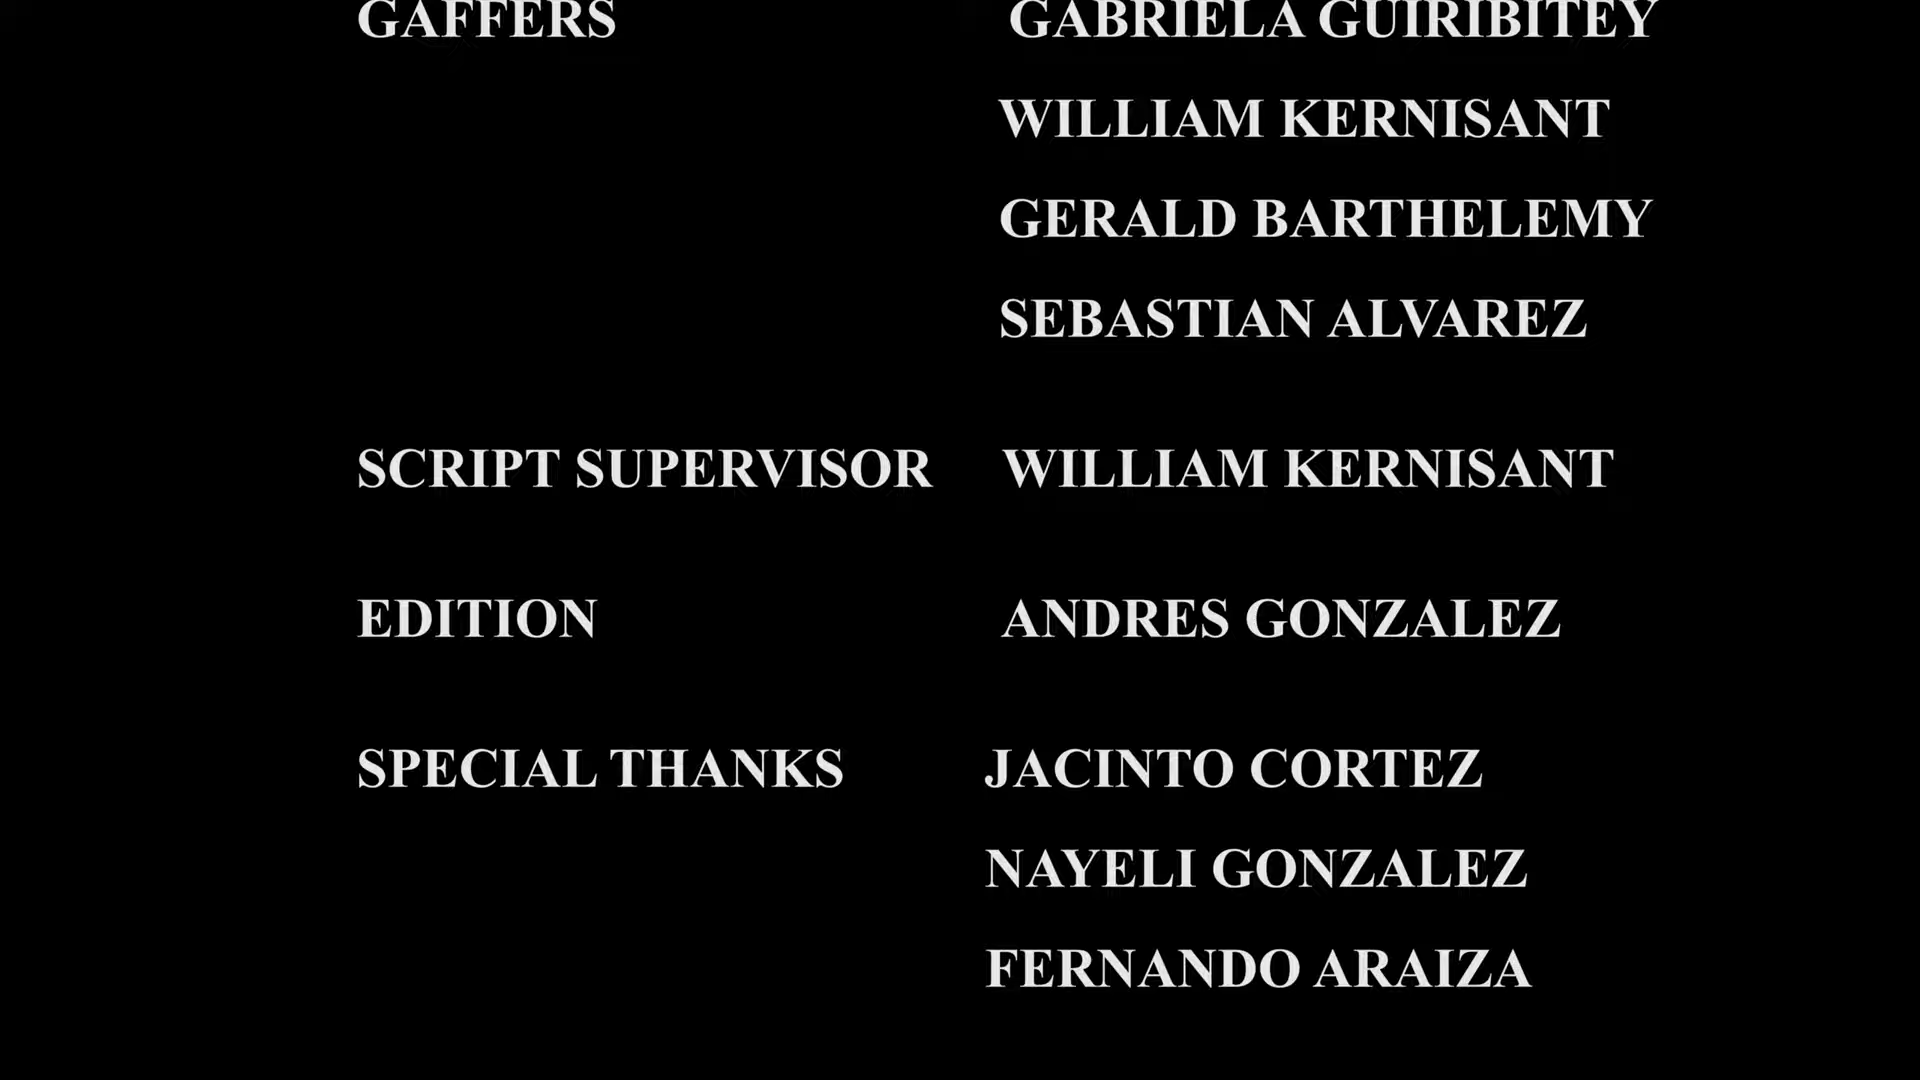 GAFFERS GABRIELA GUIRIBITEY
WILLIAM KERNISANT
GERALD BARTHELEMY
SEBASTIAN ALVAREZ
SCRIPT SUPERVISOR WILLIAM KERNISANT
EDITION ANDRES GONZALEZ
SPECIAL THANKS JACINTO CORTEZ
NAYELI GONZALEZ
FERNANDO ARAIZA